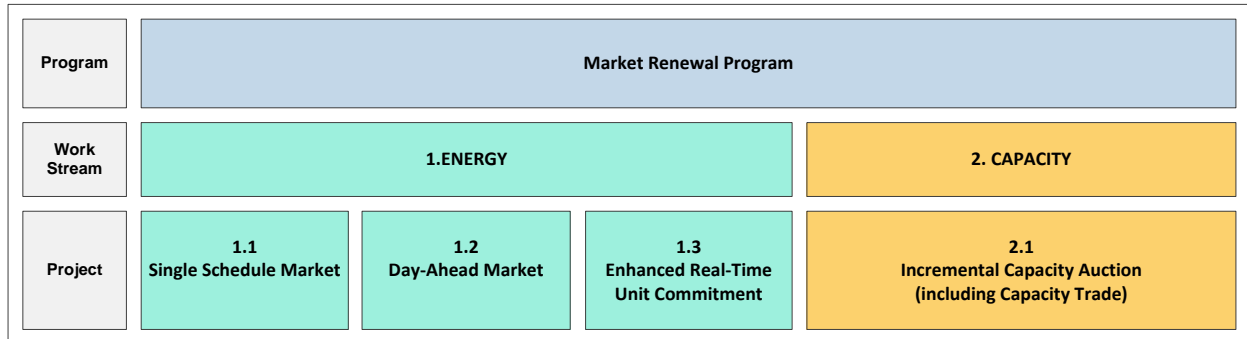 Program
Market Renewal Program
Work
Stream
1.ENERGY
2. CAPACITY
Project
1.1
Single Schedule Market
1.2
Day-Ahead Market
1.3
Enhanced Real-Time
Unit Commitment
2.1
Incremental Capacity Auction
(including Capacity Trade)